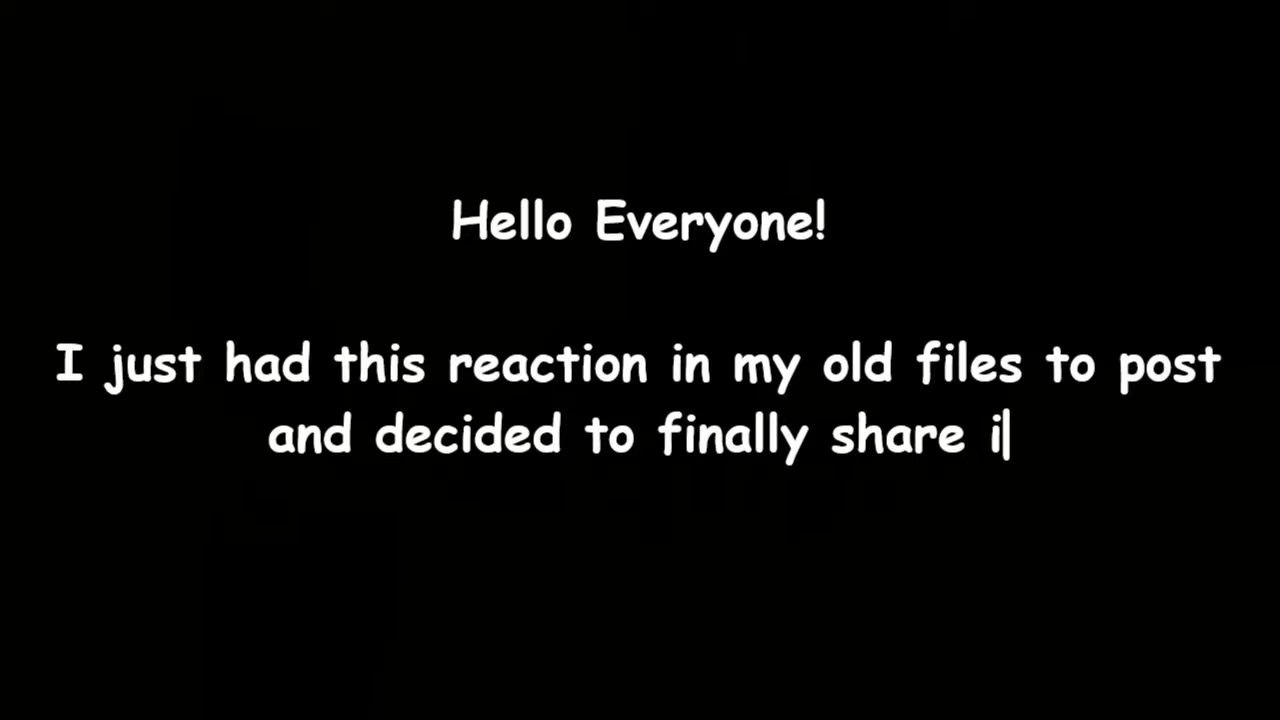 Hello Everyone!
I just had this reaction in my old files to post
and decided to finally share i